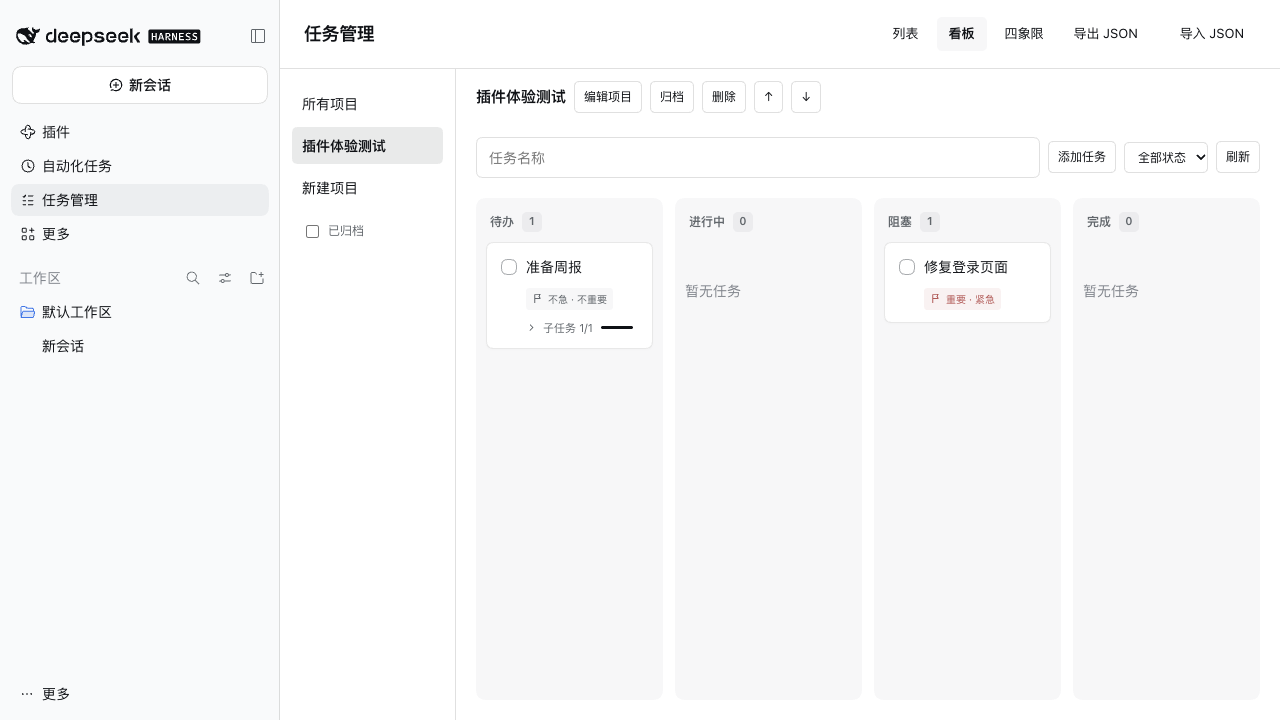 deepseek HARNESS
新会话
插件
自动化任务
任务管理
更多
工作区
默认工作区
新会话
更多
任务管理
列表
看板
四象限
导出 JSON
导入 JSON
所有项目
插件体验测试
新建项目
已归档
插件体验测试
编辑项目
归档
删除
↑
↓
任务名称
添加任务
全部状态
刷新
待办 1
准备周报
不急 · 不重要
子任务 1/1
进行中 0
暂无任务
阻塞 1
修复登录页面
重要 · 紧急
完成 0
暂无任务